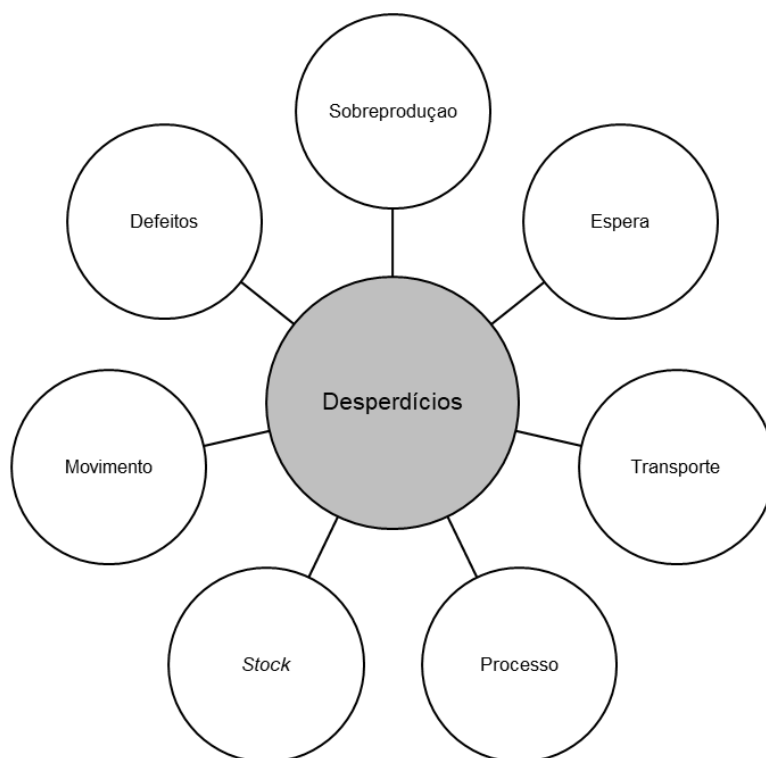 Sobreproduçao
Defeitos
Espera
Desperdícios
Movimento
Transporte
Stock
Processo